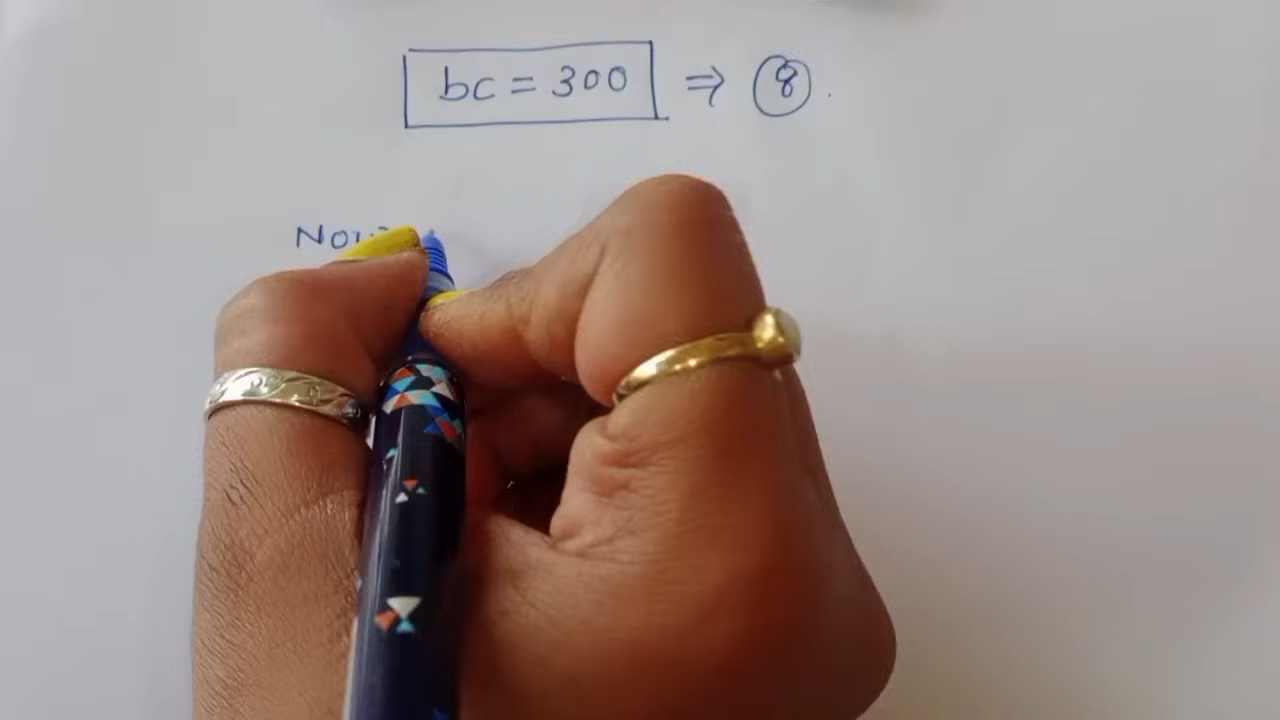 bc = 300 ⇒ 8 .